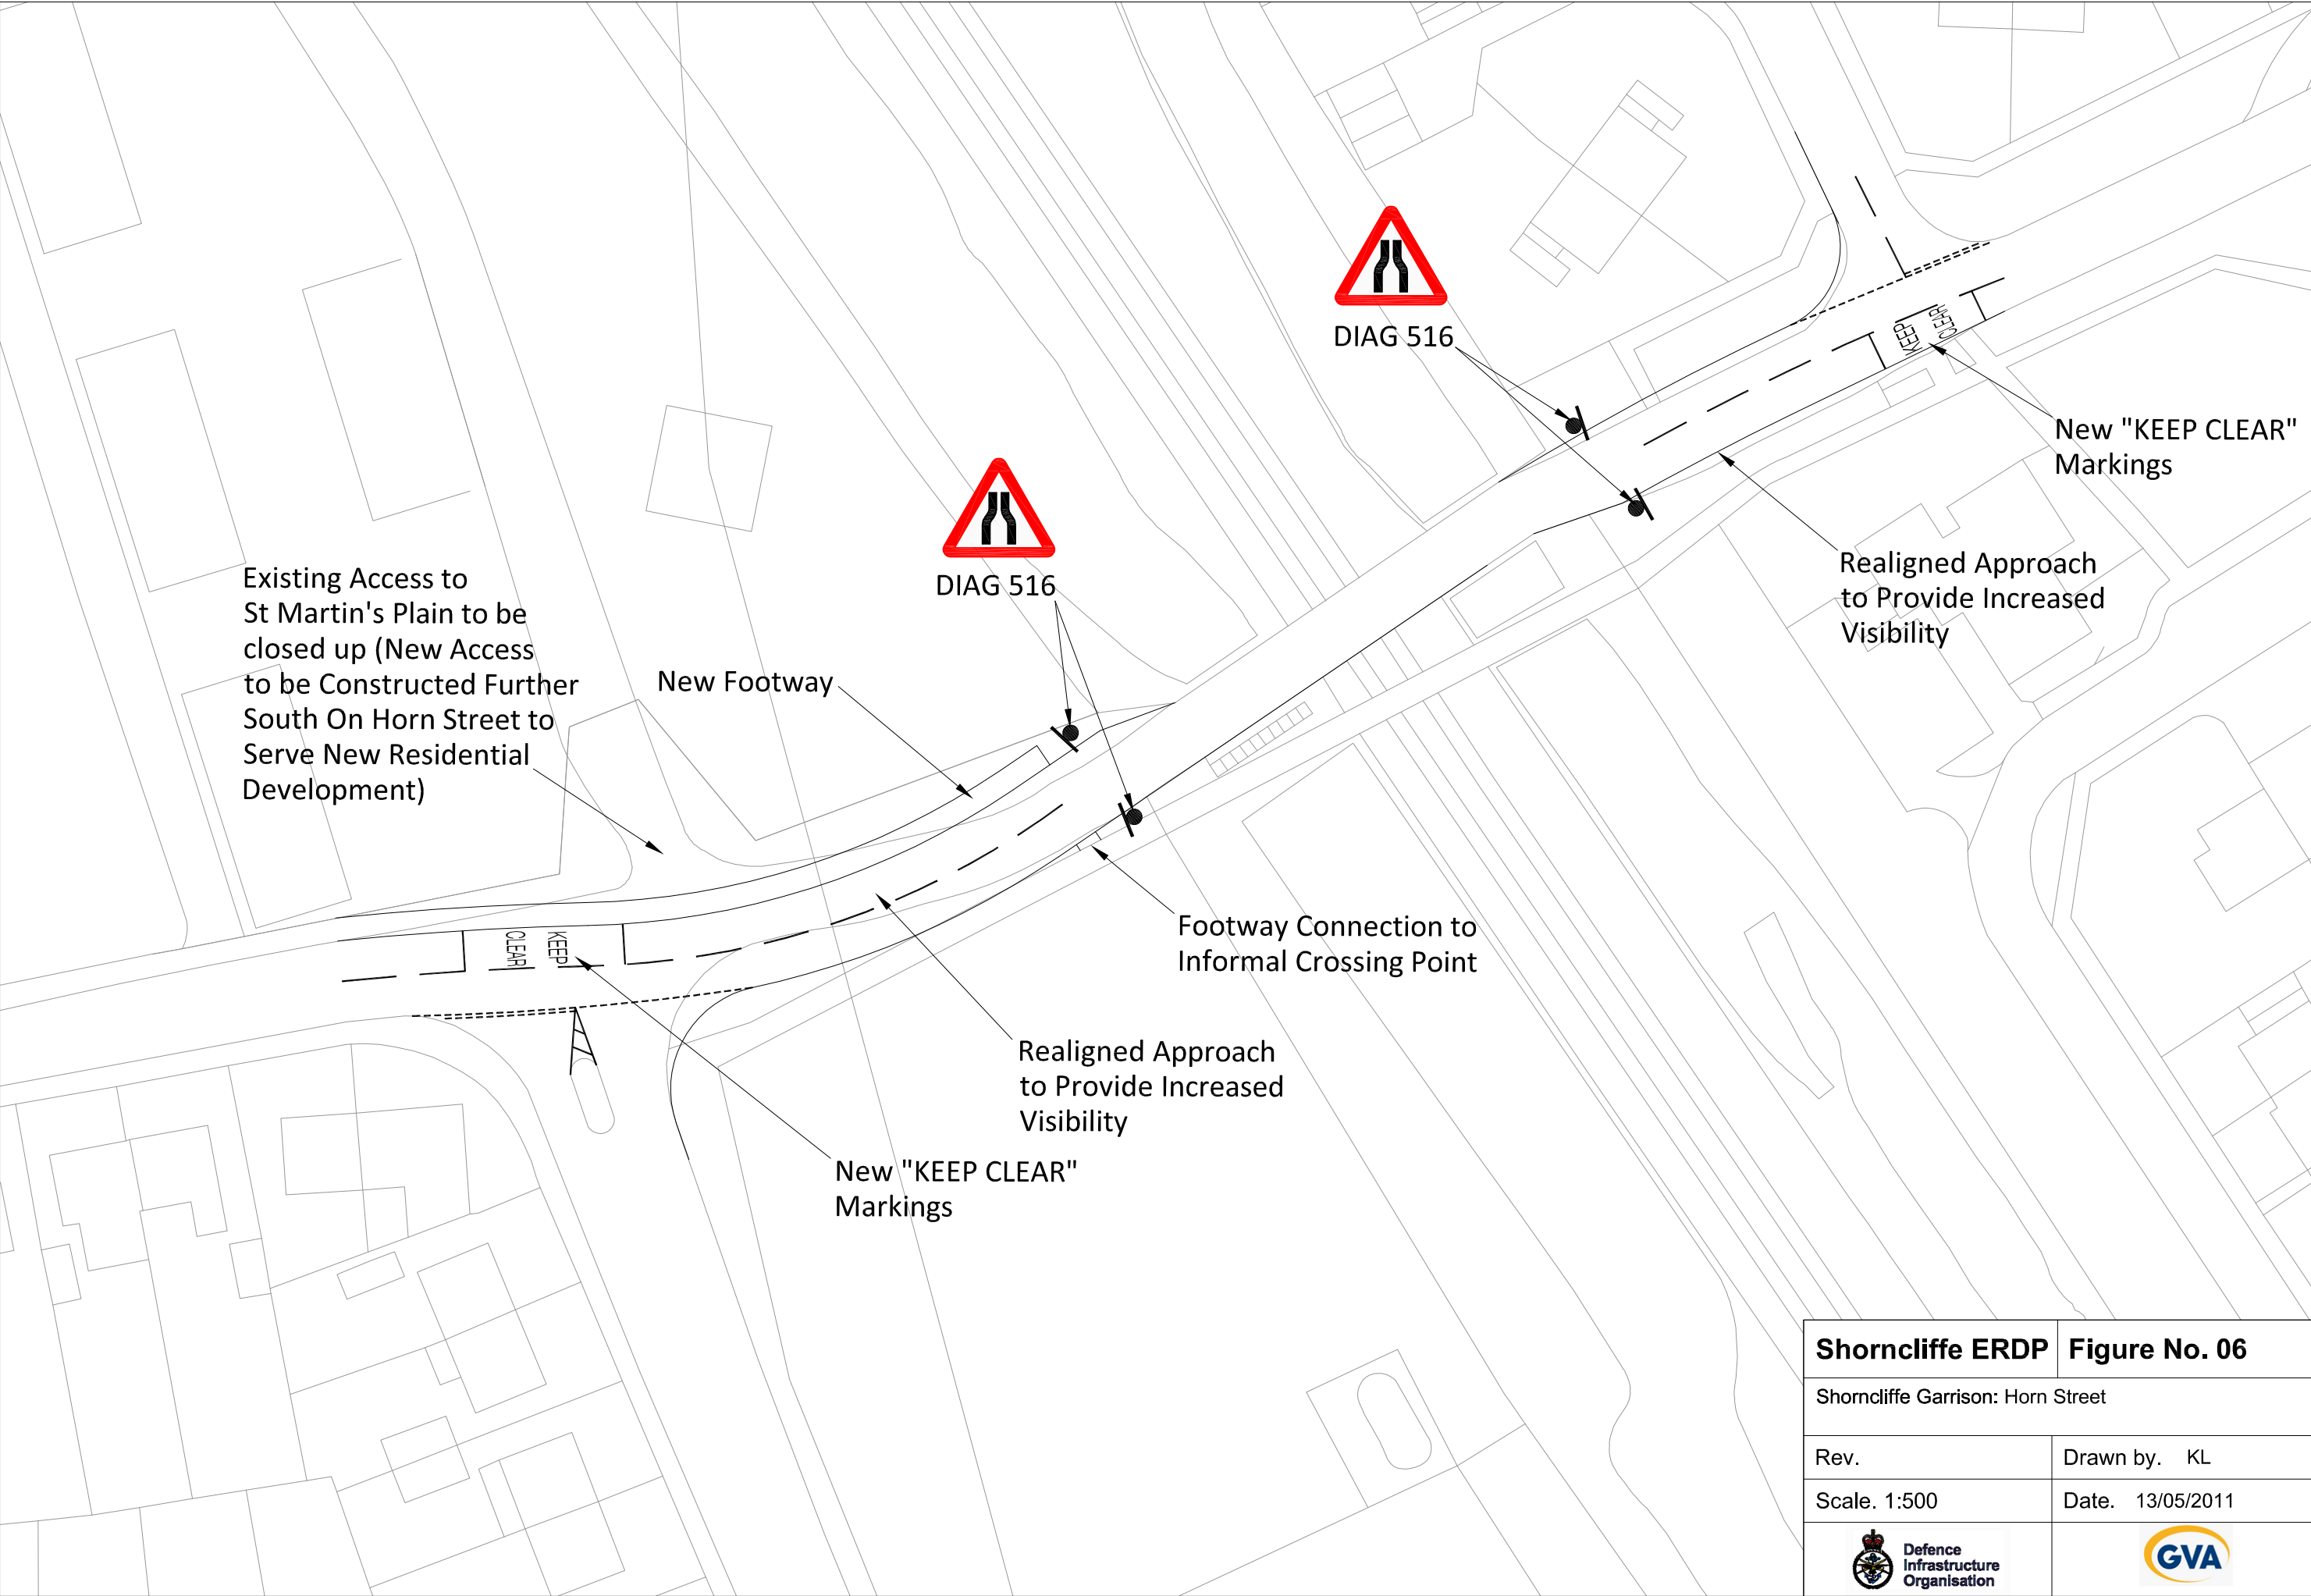 DIAG 516
KEEP
CLEAR
New "KEEP CLEAR"
Markings
DIAG 516
Realigned Approach
to Provide Increased
Visibility
Existing Access to
St Martin's Plain to be
closed up (New Access
to be Constructed Further
South On Horn Street to
Serve New Residential
Development)
New Footway
KEEP
CLEAR
Footway Connection to
Informal Crossing Point
Realigned Approach
to Provide Increased
Visibility
New "KEEP CLEAR"
Markings
Shorncliffe ERDP
Figure No. 06
Shorncliffe Garrison: Horn Street
Rev.
Drawn by. KL
Scale. 1:500
Date. 13/05/2011
Defence
Infrastructure
Organisation
GVA